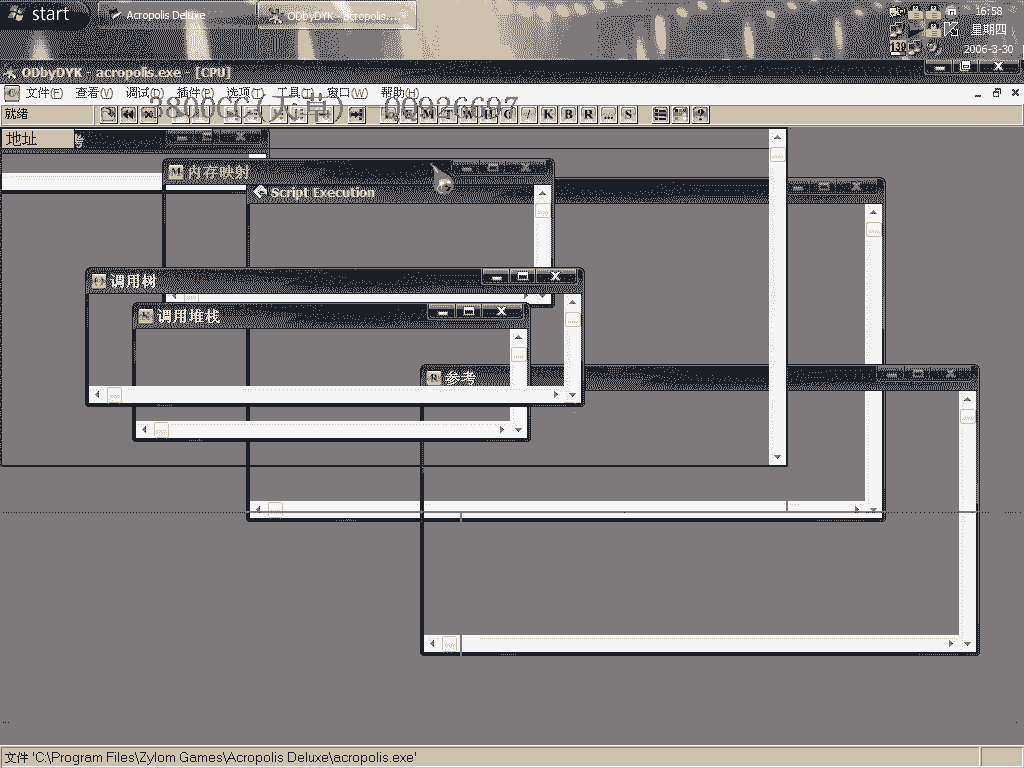 start
Acropolis Deluxe
ODbyDYK - acropolis....
16:58
星期四
2006-3-30
ODbyDYK - acropolis.exe - [CPU]
文件(F) 查看(V) 调试(D) 插件(P) 选项(T) 工具(T) 窗口(W) 帮助(H)
3800CC(天草) QQ926697
就绪
K B R ... S
地址
M 内存映射
Script Execution
调用树
K 调用堆栈
R 参考
文件 'C:\Program Files\Zylom Games\Acropolis Deluxe\acropolis.exe'